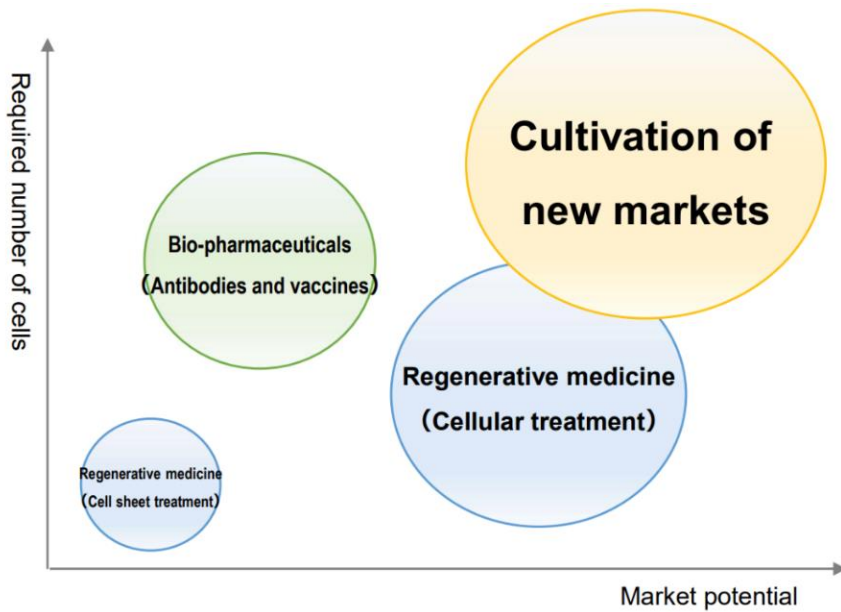 Required number of cells
Cultivation of
new markets
Bio-pharmaceuticals
（Antibodies and vaccines）
Regenerative medicine
（Cellular treatment）
Regenerative medicine
（Cell sheet treatment）
Market potential